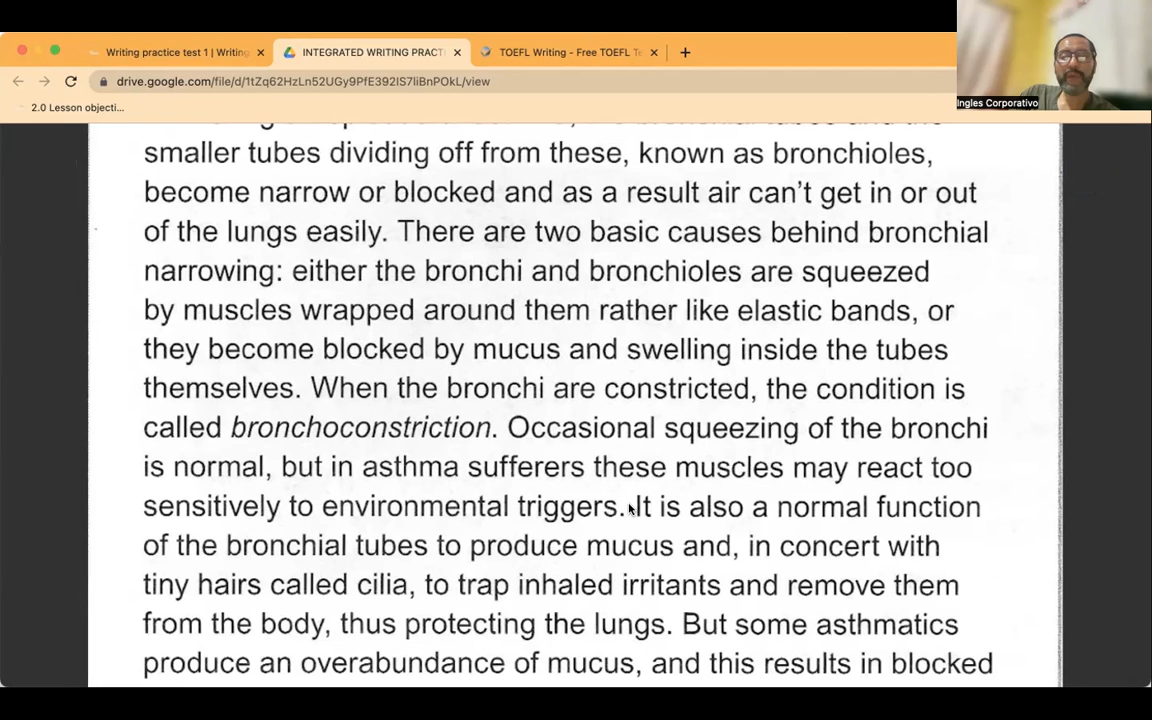 Writing practice test 1 | Writing
INTEGRATED WRITING PRACT
TOEFL Writing - Free TOEFL Te
drive.google.com/file/d/1tZq62HzLn52UGy9PfE392IS7liBnPOkL/view
2.0 Lesson objecti...
Ingles Corporativo
smaller tubes dividing off from these, known as bronchioles,
become narrow or blocked and as a result air can't get in or out
of the lungs easily. There are two basic causes behind bronchial
narrowing: either the bronchi and bronchioles are squeezed
by muscles wrapped around them rather like elastic bands, or
they become blocked by mucus and swelling inside the tubes
themselves. When the bronchi are constricted, the condition is
called bronchoconstriction. Occasional squeezing of the bronchi
is normal, but in asthma sufferers these muscles may react too
sensitively to environmental triggers. It is also a normal function
of the bronchial tubes to produce mucus and, in concert with
tiny hairs called cilia, to trap inhaled irritants and remove them
from the body, thus protecting the lungs. But some asthmatics
produce an overabundance of mucus, and this results in blocked